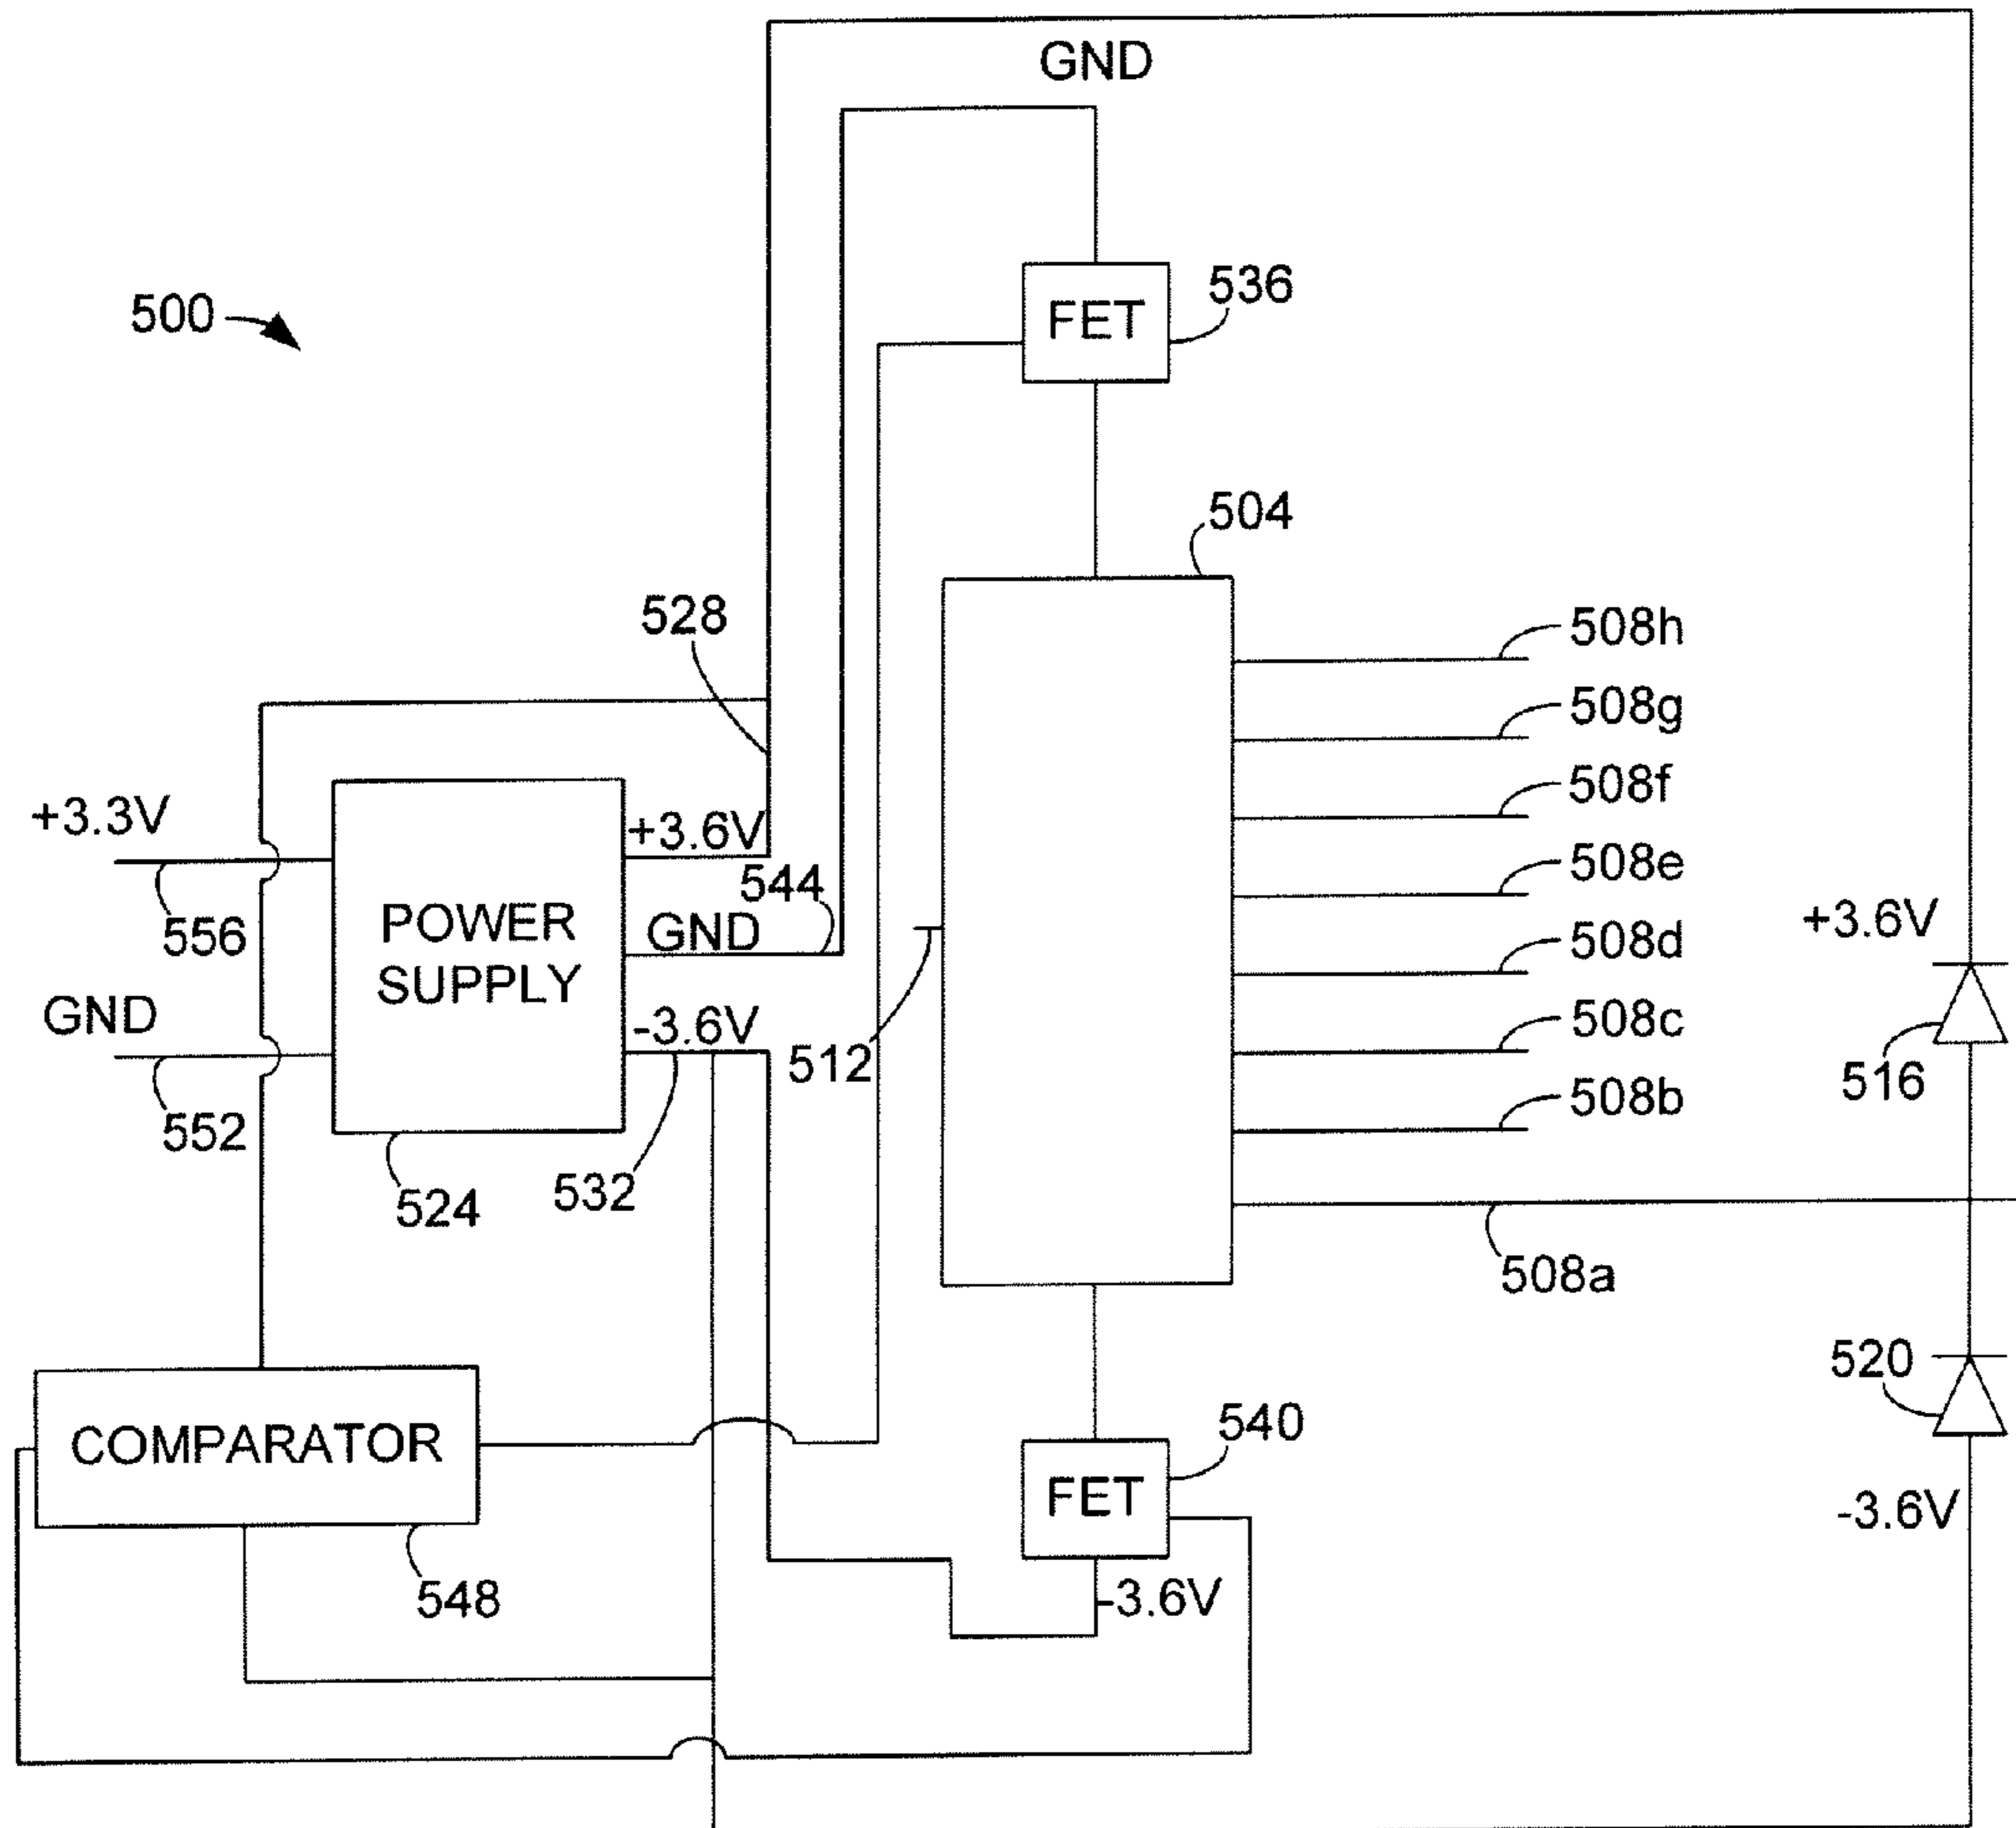 GND
536
FET
500
504
508h
528
508g
508f
+3.3V
+3.6V
508e
544
+3.6V
556
POWER
SUPPLY
GND
508d
GND
-3.6V
508c
512
516
508b
552
524
532
508a
520
540
COMPARATOR
FET
-3.6V
548
-3.6V